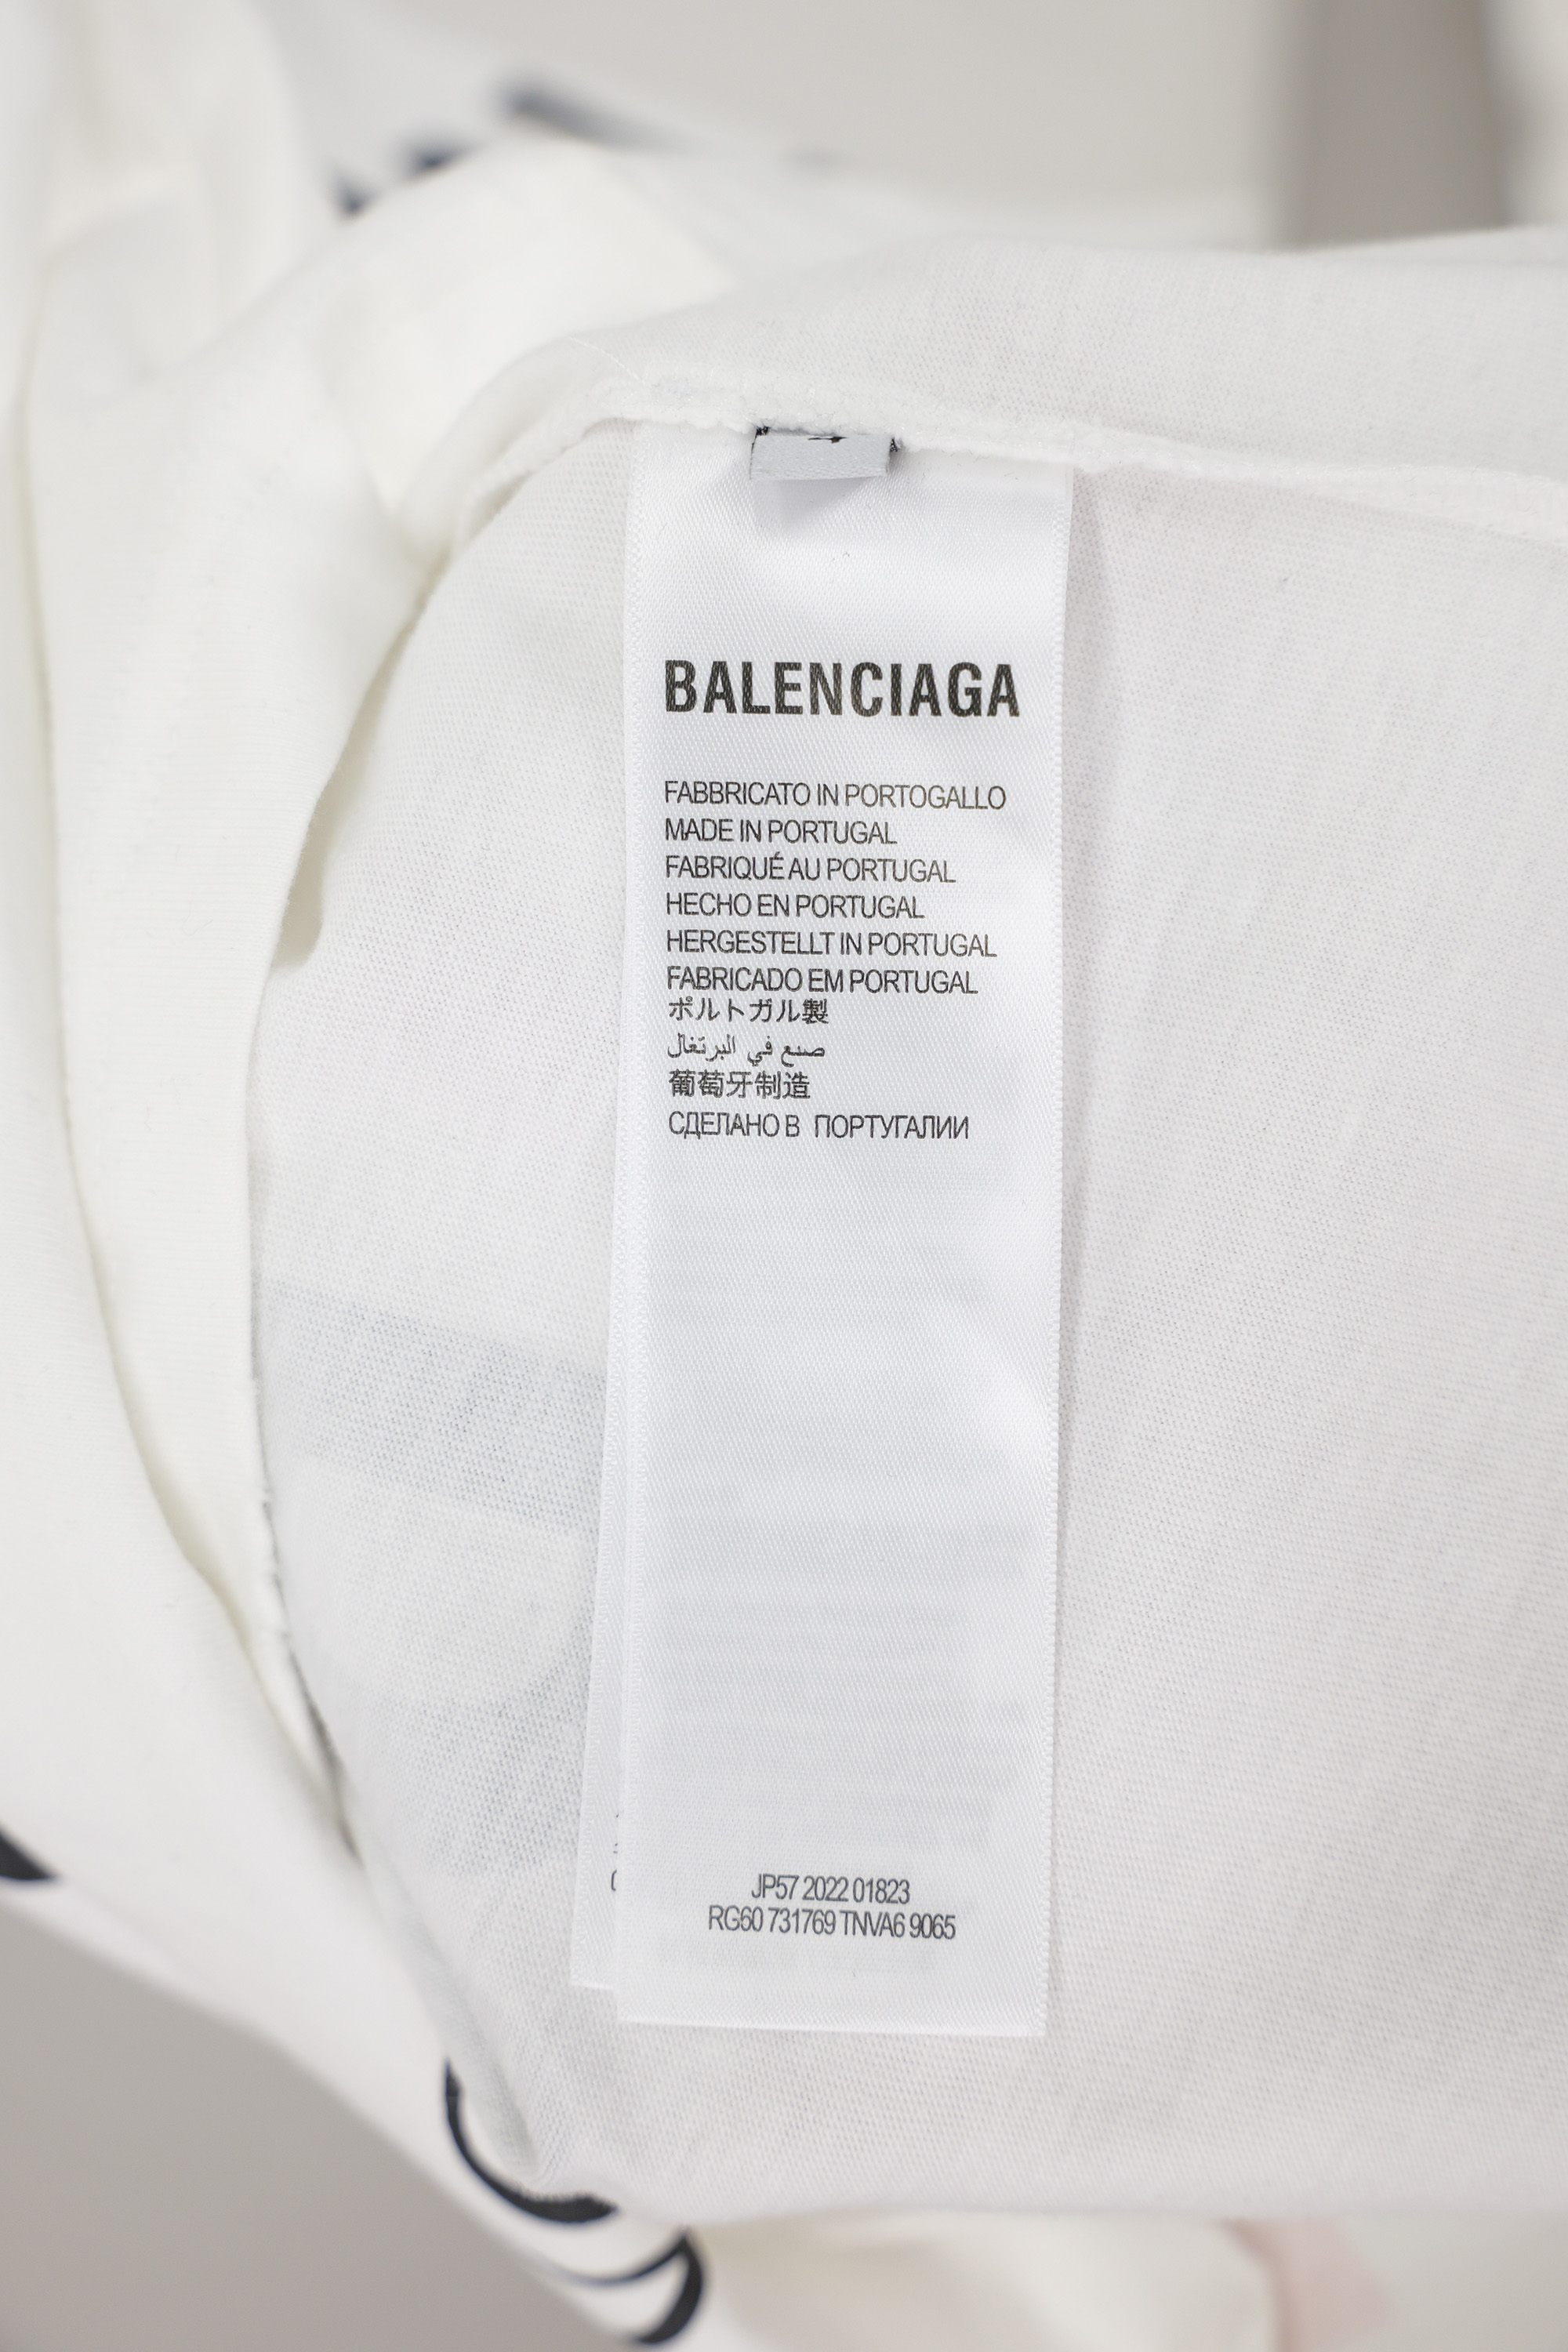 BALENCIAGA
FABBRICATO IN PORTOGALLO
MADE IN PORTUGAL
FABRIQUÉ AU PORTUGAL
HECHO EN PORTUGAL
HERGESTELLT IN PORTUGAL
FABRICADO EM PORTUGAL
ポルトガル製
صنع في البرتغال
葡萄牙制造
СДЕЛАНО В ПОРТУГАЛИИ
JP57 2022 01823
RG60 731769 TNVA6 9065